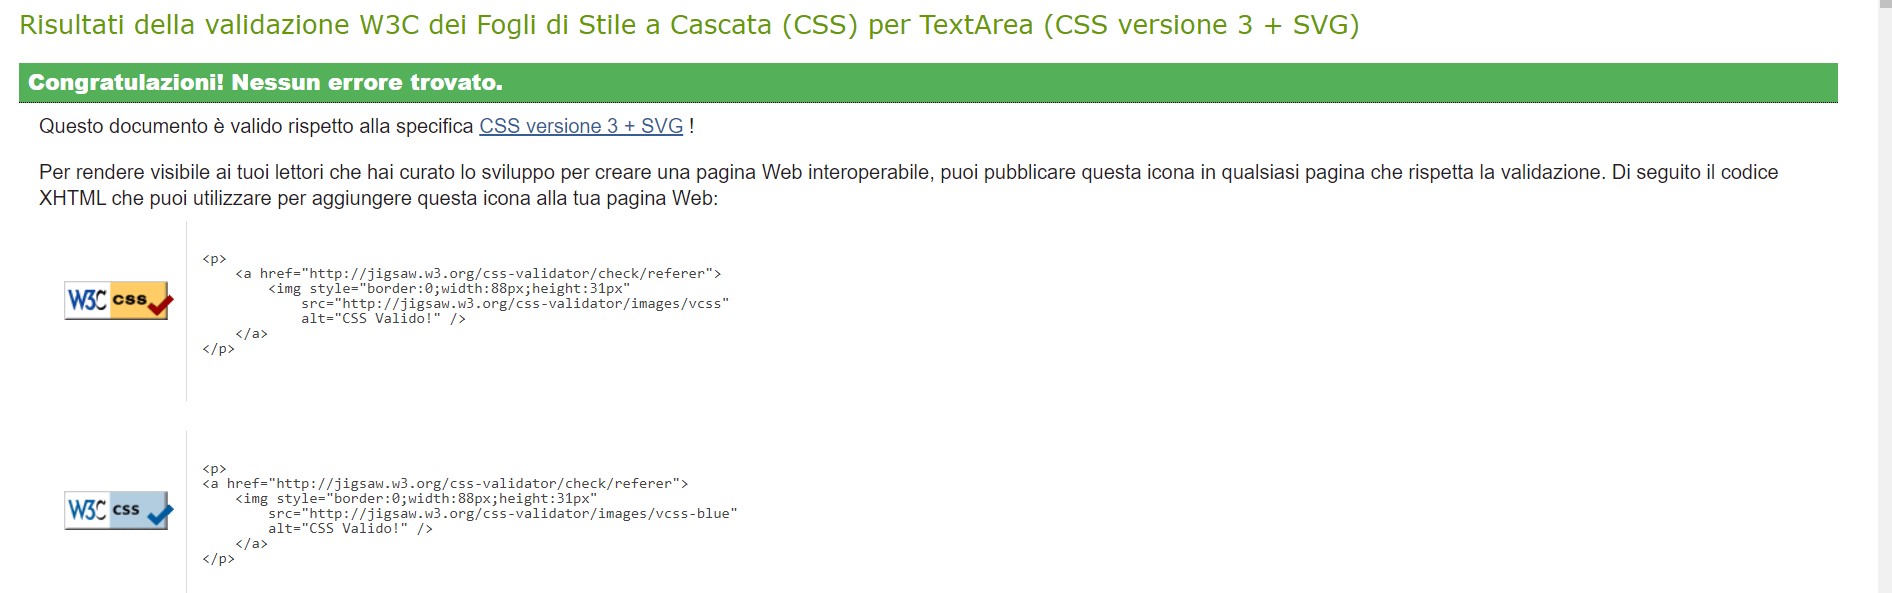 Risultati della validazione W3C dei Fogli di Stile a Cascata (CSS) per TextArea (CSS versione 3 + SVG)
Congratulazioni! Nessun errore trovato.
Questo documento è valido rispetto alla specifica CSS versione 3 + SVG !
Per rendere visibile ai tuoi lettori che hai curato lo sviluppo per creare una pagina Web interoperabile, puoi pubblicare questa icona in qualsiasi pagina che rispetta la validazione. Di seguito il codice
XHTML che puoi utilizzare per aggiungere questa icona alla tua pagina Web:
W3C css
<p>
    <a href="http://jigsaw.w3.org/css-validator/check/referer">
        <img style="border:0;width:88px;height:31px"
            src="http://jigsaw.w3.org/css-validator/images/vcss"
            alt="CSS Valido!" />
    </a>
</p>
W3C css
<p>
<a href="http://jigsaw.w3.org/css-validator/check/referer">
    <img style="border:0;width:88px;height:31px"
        src="http://jigsaw.w3.org/css-validator/images/vcss-blue"
        alt="CSS Valido!" />
    </a>
</p>